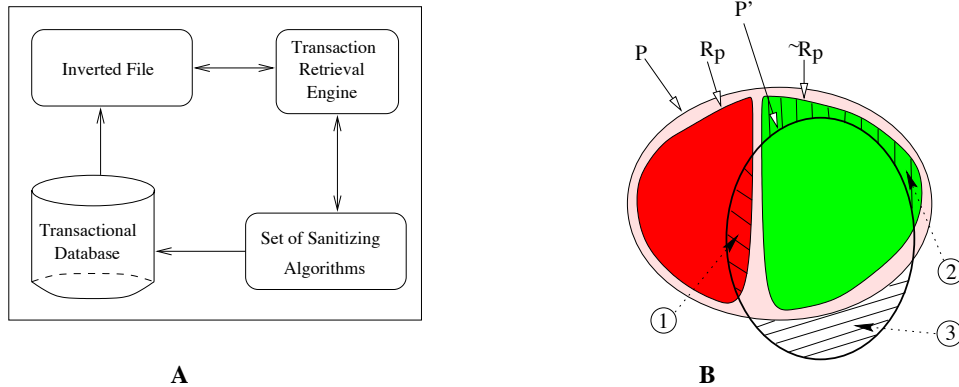 Inverted File
Transaction
Retrieval
Engine
Transactional
Database
Set of Sanitizing
Algorithms
A
P'
P
Rp
~Rp
1
2
3
B